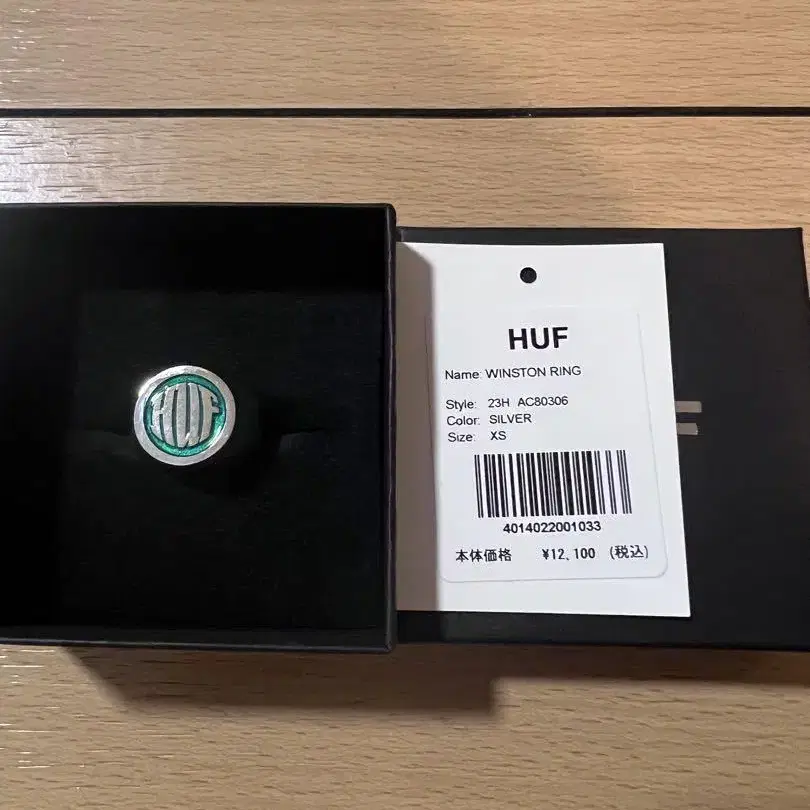 HUF
HUF
Name: WINSTON RING
Style: 23H AC80306
Color: SILVER
Size: XS
4014022001033
本体価格 ¥12,100 (税込)